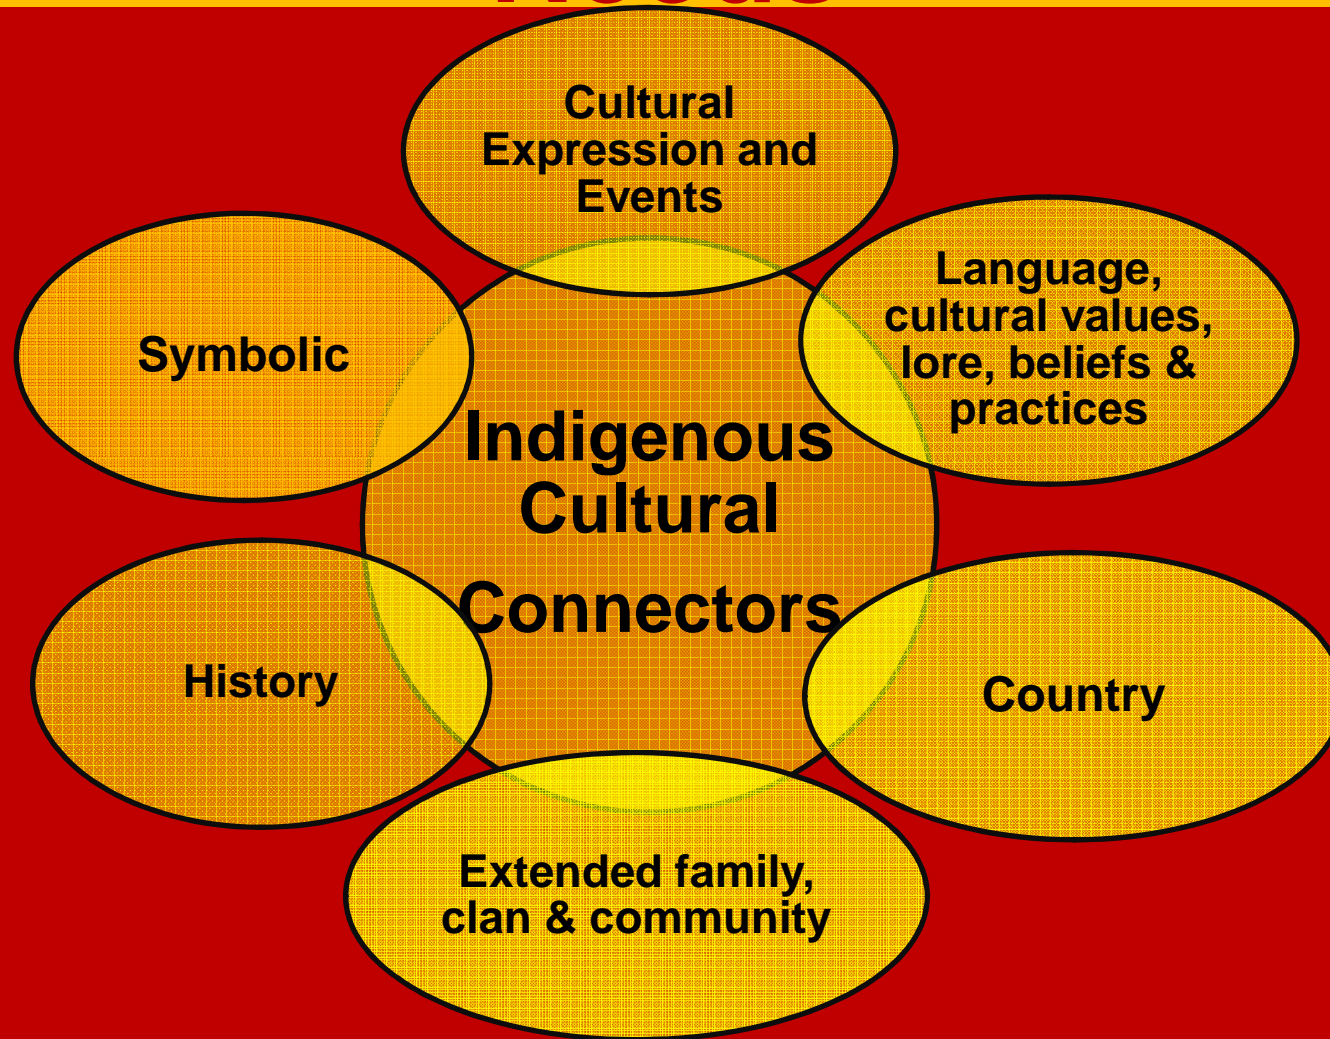 Cultural
Expression and
Events
Language,
cultural values,
lore, beliefs &
practices
Symbolic
Indigenous
Cultural
Connectors
History
Country
Extended family,
clan & community